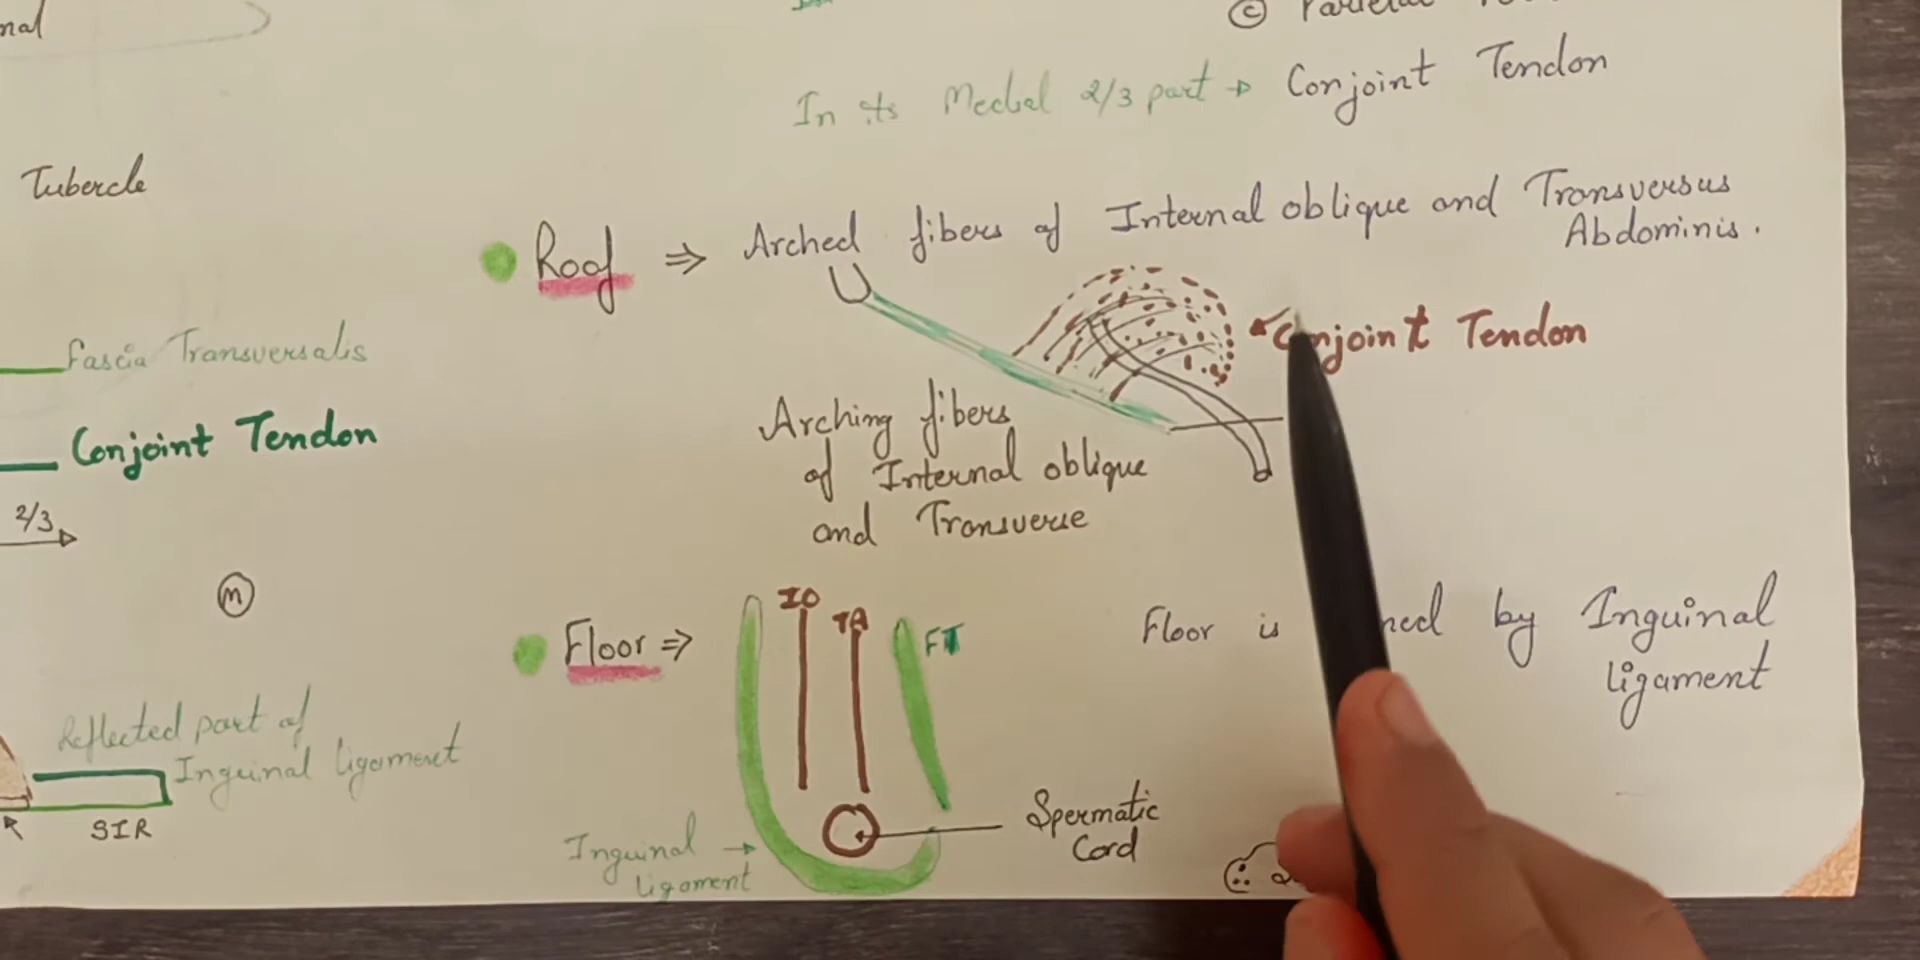 nal
In its Medial 2/3 part → Conjoint Tendon
Tubercle
Roof ⇒ Arched fibers of Internal oblique and Transversus
Abdominis.
Fascia Transversalis
Conjoint Tendon
Conjoint Tendon
2/3
Arching fibers
of Internal oblique
and Transverse
M
IO
TA
FT
Floor ⇒
Floor is by Inguinal
ligament
Reflected part of
Inguinal ligament
SIR
Inguinal →
ligament
Spermatic
Cord